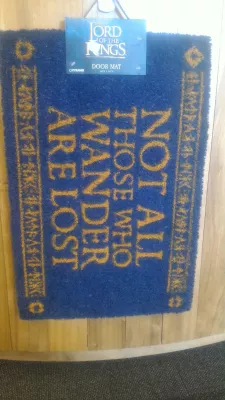 THE
LORD
OF THE
RINGS
DOOR MAT
NOT ALL
THOSE WHO
WANDER
ARE LOST